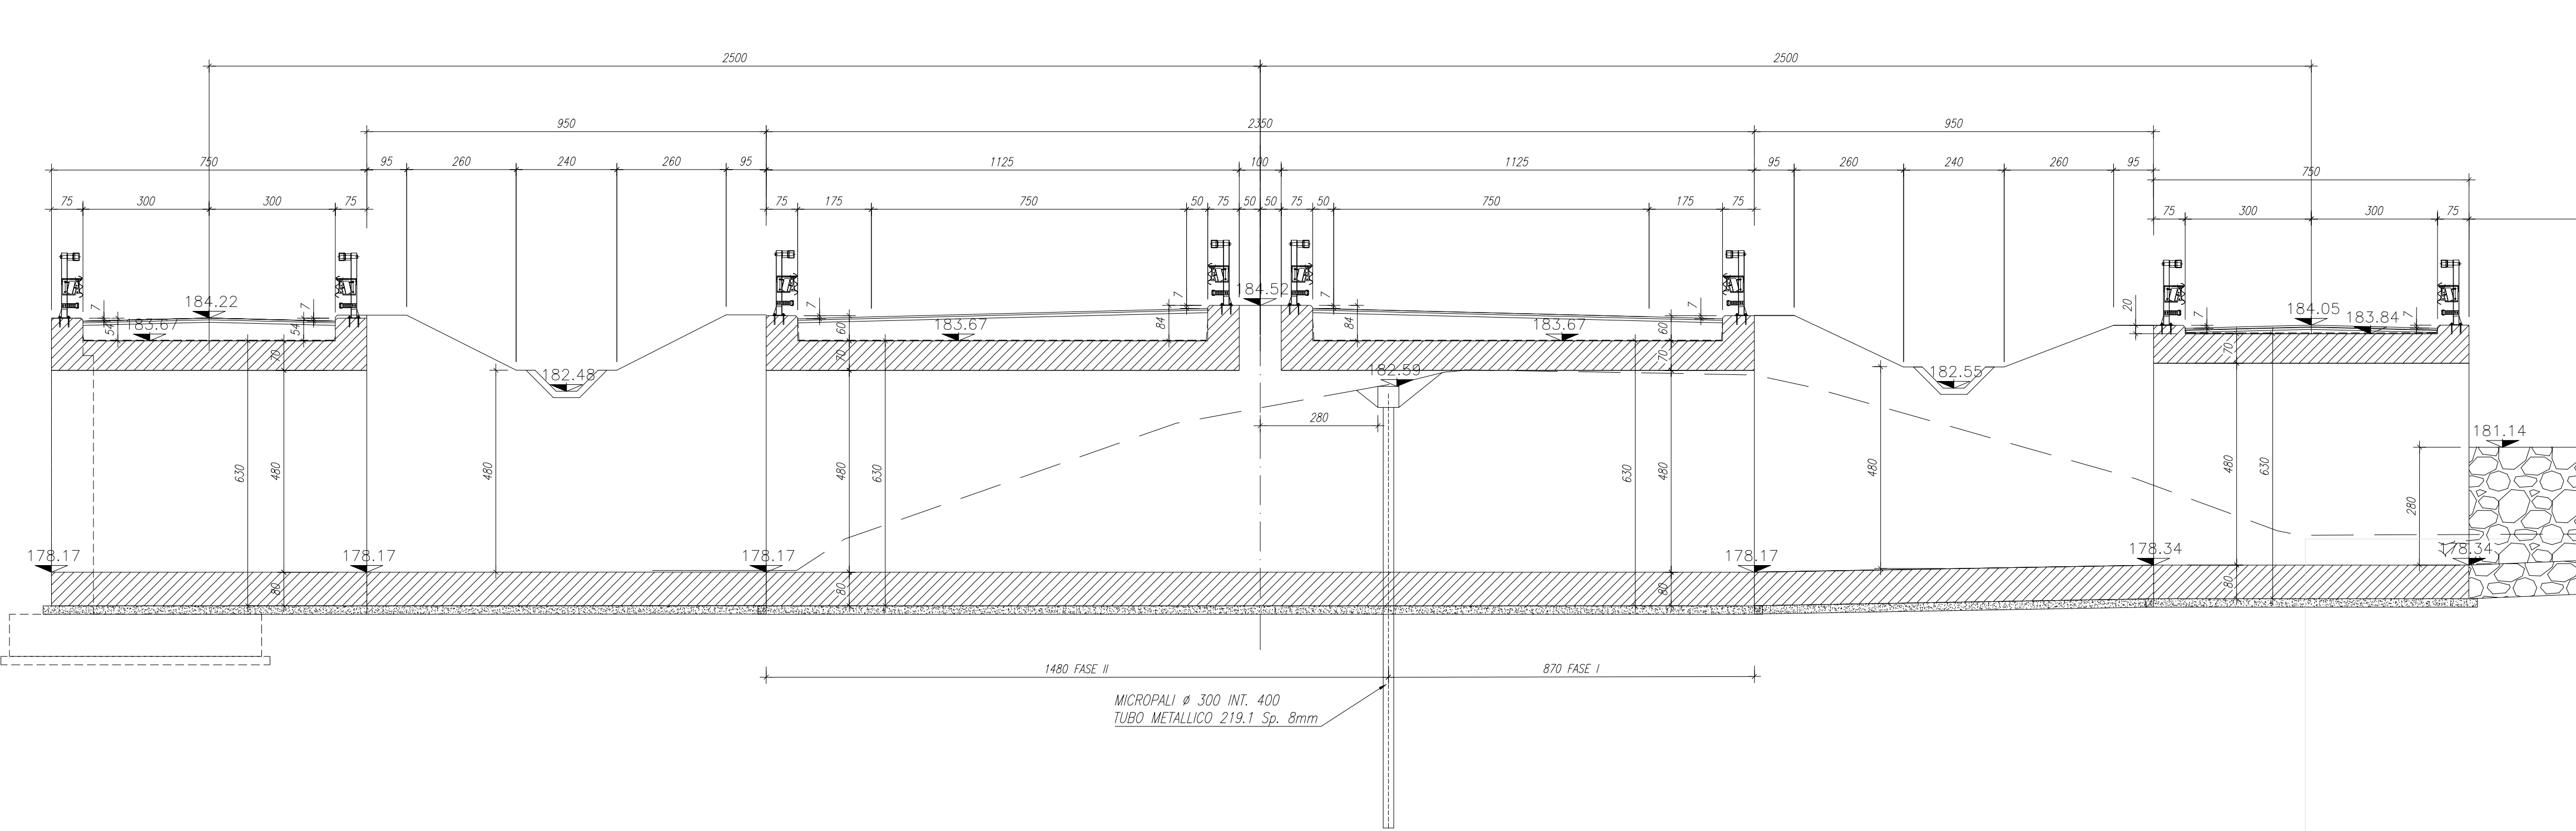 2500 2500
950 2350 950
750 95 260 240 260 95 1125 100 1125 95 260 240 260 95 750
75 300 300 75 75 175 750 50 75 50 50 75 50 750 175 75 75 300 300 75
184.22 184.52 184.05 183.84
7 7 7 7 7 7 20 7 7
54 183.67 54 60 183.67 84 84 183.67 60
70 70 70 70
182.48 182.59 182.55
280
181.14
630 480 480 480 630 630 480 480 480 630 280
178.17 178.17 178.17 178.17 178.34 178.34
80 80 80 80
1480 FASE II 870 FASE I
MICROPALI ø 300 INT. 400
TUBO METALLICO 219.1 Sp. 8mm